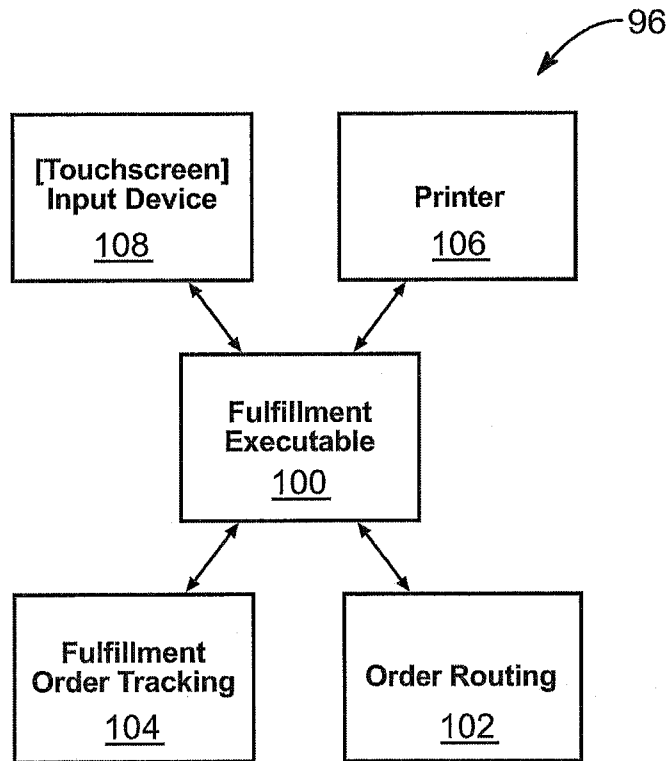 96
[Touchscreen]
Input Device
108
Printer
106
Fulfillment
Executable
100
Fulfillment
Order Tracking
104
Order Routing
102